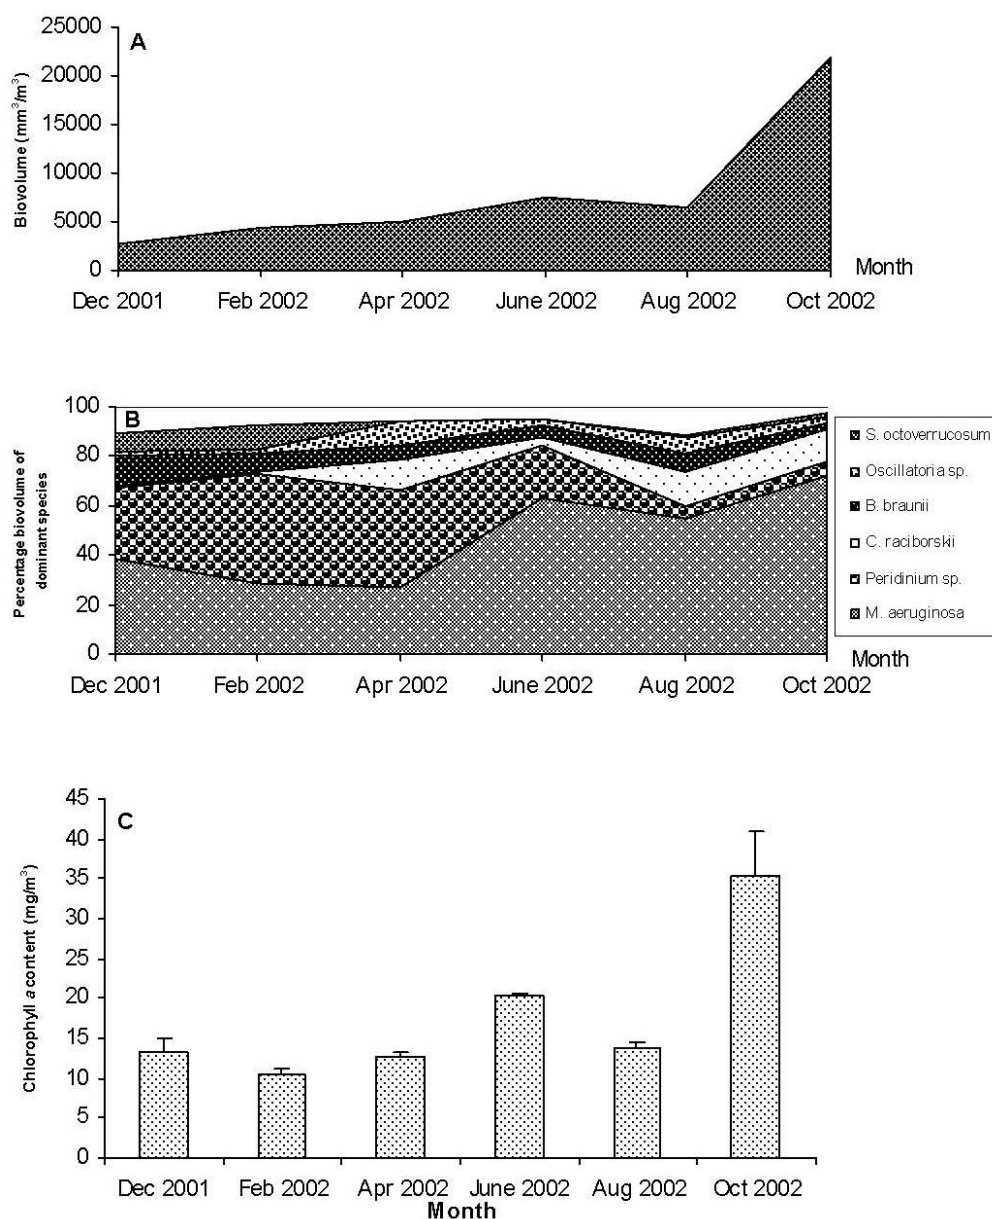 A
Biovolume (mm³/m³)
25000
20000
15000
10000
5000
0
Month
Dec 2001 Feb 2002 Apr 2002 June 2002 Aug 2002 Oct 2002
B
Percentage biovolume of
dominant species
100
80
60
40
20
0
S. octoverrucosum
Oscillatoria sp.
B. braunii
C. raciborskii
Peridinium sp.
M. aeruginosa
Month
Dec 2001 Feb 2002 Apr 2002 June 2002 Aug 2002 Oct 2002
C
Chlorophyll a content (mg/m³)
45
40
35
30
25
20
15
10
5
0
Dec 2001 Feb 2002 Apr 2002 June 2002 Aug 2002 Oct 2002
Month